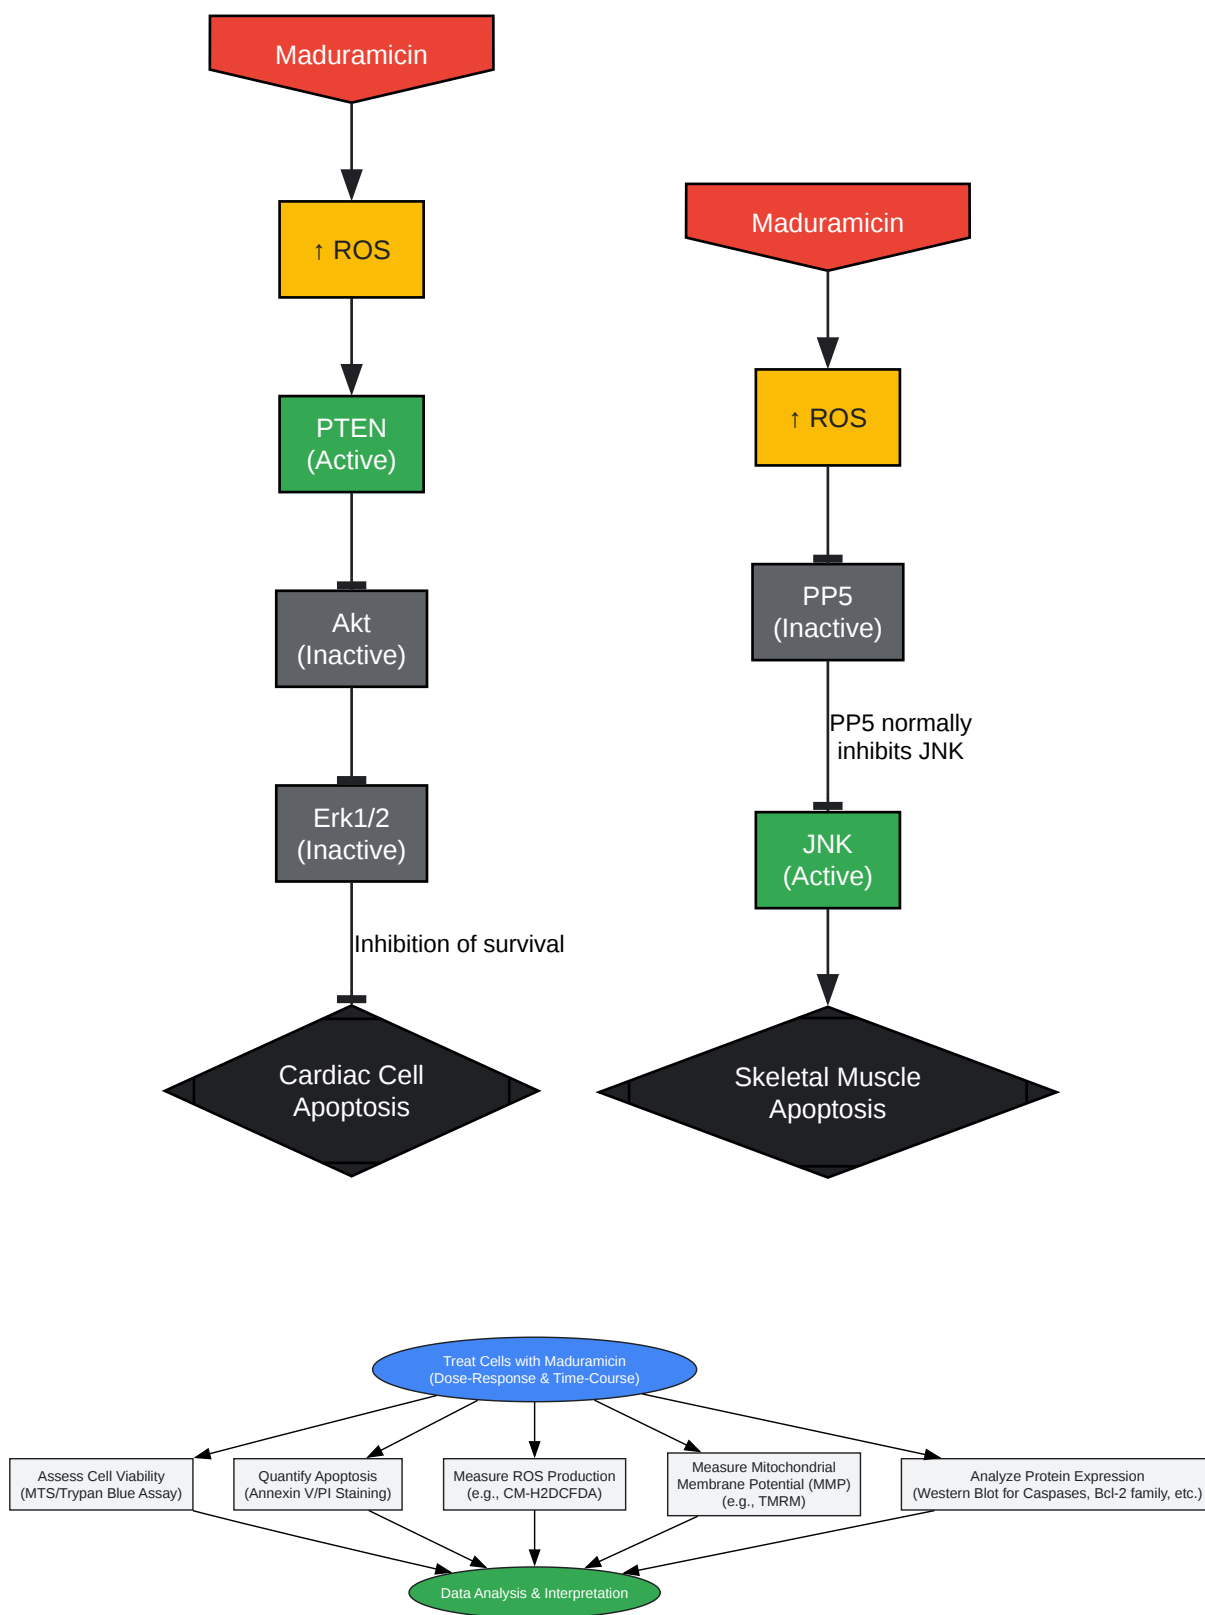 Maduramicin
↑ ROS
PTEN
(Active)
Akt
(Inactive)
Erk1/2
(Inactive)
Inhibition of survival
Cardiac Cell
Apoptosis
Maduramicin
↑ ROS
PP5
(Inactive)
PP5 normally
inhibits JNK
JNK
(Active)
Skeletal Muscle
Apoptosis
Treat Cells with Maduramicin
(Dose-Response & Time-Course)
Assess Cell Viability
(MTS/Trypan Blue Assay)
Quantify Apoptosis
(Annexin V/PI Staining)
Measure ROS Production
(e.g., CM-H2DCFDA)
Measure Mitochondrial
Membrane Potential (MMP)
(e.g., TMRM)
Analyze Protein Expression
(Western Blot for Caspases, Bcl-2 family, etc.)
Data Analysis & Interpretation